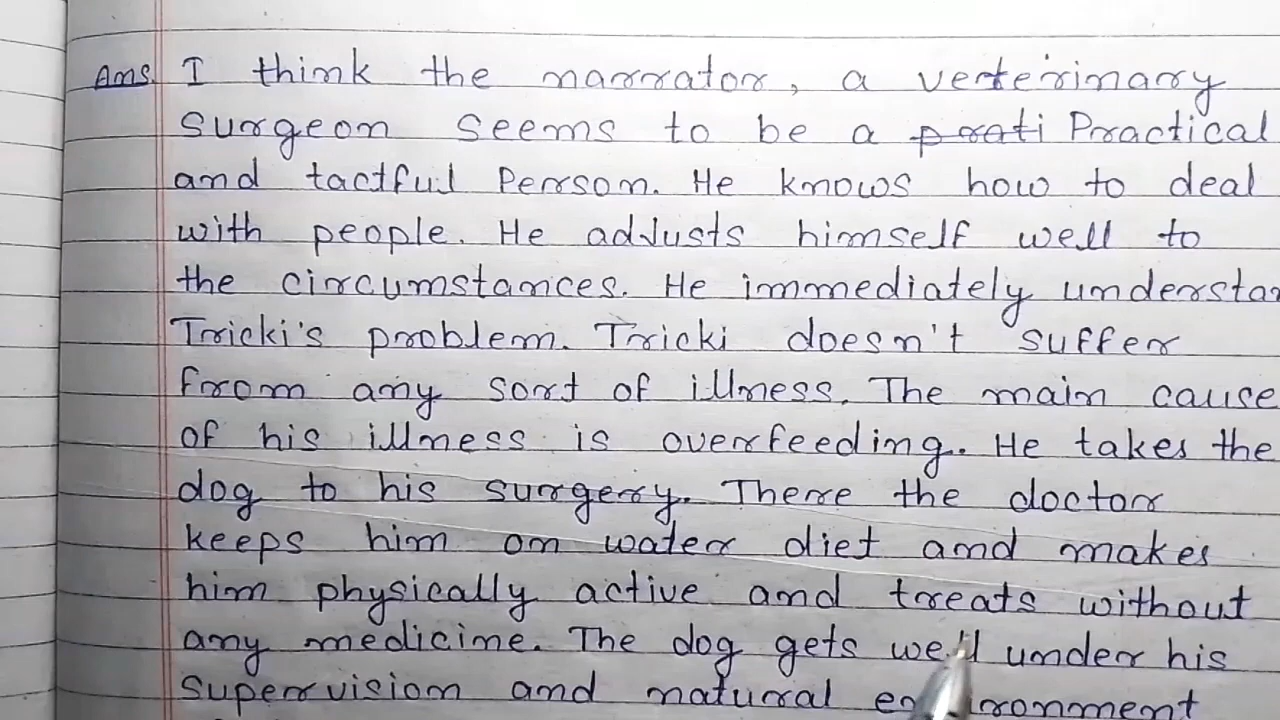 Ans. I think the narrator, a veterinary
Surgeon seems to be a prati Practical
and tactful Person. He knows how to deal
with people. He adjusts himself well to
the circumstances. He immediately understan
Tricki's problem. Tricki doesn't suffer
from any sort of illness. The main cause
of his illness is overfeeding. He takes the
dog to his surgery. There the doctor
keeps him on water diet and makes
him physically active and treats without
any medicine. The dog gets well under his
Supervision and natural